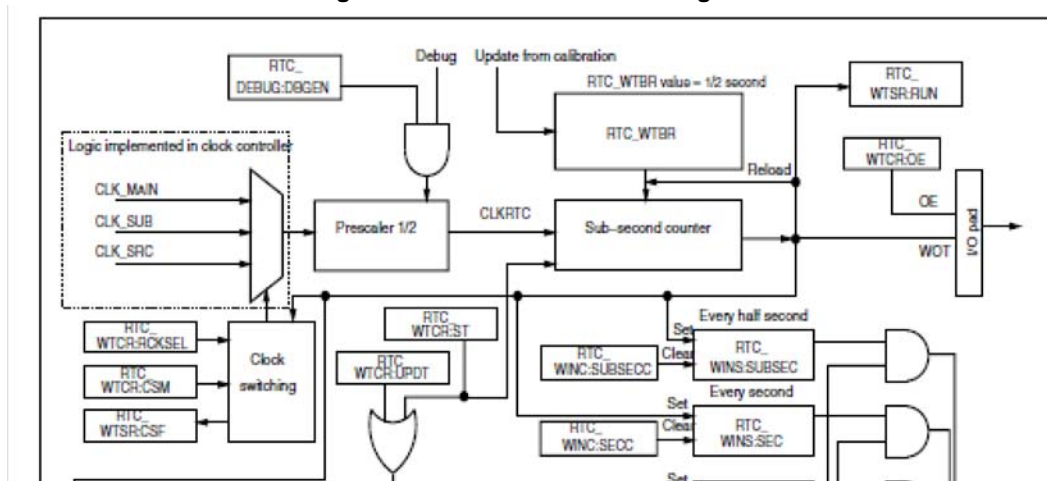 Debug
Update from calibration
RTC_
DEBUG:DBGEN
RTC_WTBR value = 1/2 second
RTC_
WTSR:RUN
RTC_WTBR
Logic implemented in clock controller
RTC_
WTCR:OE
Reload
CLK_MAIN
CLK_SUB
CLK_SRC
Prescaler 1/2
CLKRTC
Sub-second counter
OE
WOT
I/O pad
RTC_
WTCR:RCKSEL
RTC_
WTCR:CSM
RTC_
WTSR:CSF
Clock
switching
RTC_
WTCR:ST
RTC_
WTCR:UPDT
Every half second
Set
Clear
RTC_
WINC:SUBSECC
RTC_
WINS:SUBSEC
Every second
Set
Clear
RTC_
WINC:SECC
RTC_
WINS:SEC
Set